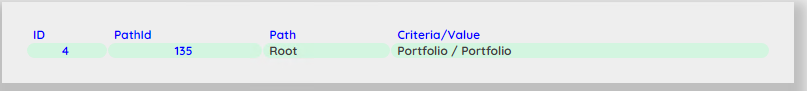 ID PathId Path Criteria/Value
4 135 Root Portfolio / Portfolio